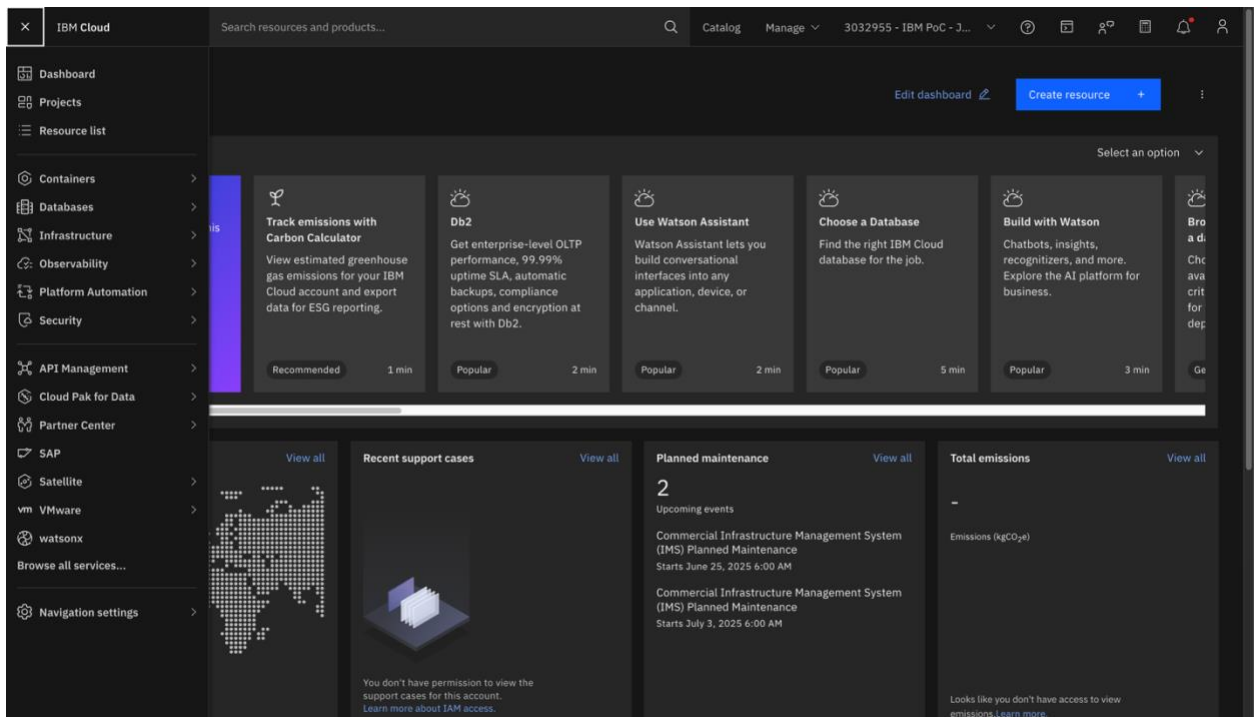 IBM Cloud
Search resources and products...
Catalog
Manage
3032955 - IBM PoC - J...
Dashboard
Projects
Resource list
Containers
Databases
Infrastructure
Observability
Platform Automation
Security
API Management
Cloud Pak for Data
Partner Center
SAP
Satellite
vm VMware
watsonx
Browse all services...
Navigation settings
Edit dashboard
Create resource +
Select an option
is
Track emissions with
Carbon Calculator
View estimated greenhouse
gas emissions for your IBM
Cloud account and export
data for ESG reporting.
Recommended 1 min
Db2
Get enterprise-level OLTP
performance, 99.99%
uptime SLA, automatic
backups, compliance
options and encryption at
rest with Db2.
Popular 2 min
Use Watson Assistant
Watson Assistant lets you
build conversational
interfaces into any
application, device, or
channel.
Popular 2 min
Choose a Database
Find the right IBM Cloud
database for the job.
Popular 5 min
Build with Watson
Chatbots, insights,
recognitizers, and more.
Explore the AI platform for
business.
Popular 3 min
Bro
a d
Cho
ava
crit
for
dep
Ge
View all
Recent support cases View all
You don't have permission to view the
support cases for this account.
Learn more about IAM access.
Planned maintenance View all
2
Upcoming events
Commercial Infrastructure Management System
(IMS) Planned Maintenance
Starts June 25, 2025 6:00 AM
Commercial Infrastructure Management System
(IMS) Planned Maintenance
Starts July 3, 2025 6:00 AM
Total emissions View all
-
Emissions (kgCO₂e)
Looks like you don't have access to view
emissions.Learn more.